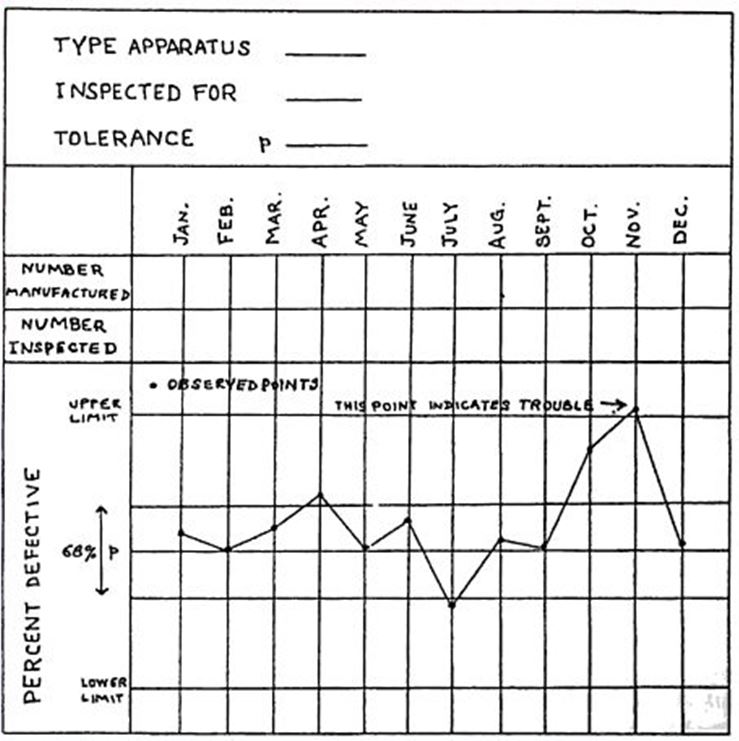 TYPE APPARATUS
INSPECTED FOR
TOLERANCE p
JAN. FEB. MAR. APR. MAY JUNE JULY AUG. SEPT. OCT. NOV. DEC.
NUMBER
MANUFACTURED
NUMBER
INSPECTED
• OBSERVED POINTS
UPPER
LIMIT
THIS POINT INDICATES TROUBLE →
PERCENT DEFECTIVE
68% p
LOWER
LIMIT